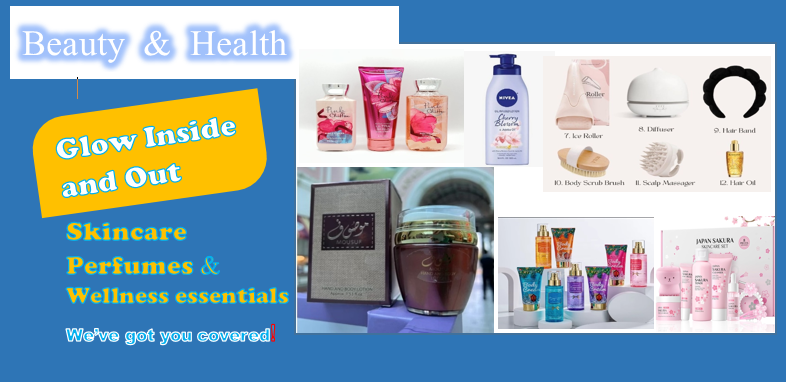 Beauty & Health
Glow Inside
and Out
Skincare
Perfumes &
Wellness essentials
We've got you covered!
NIVEA
Cherry
Blossom
Roller
7. Ice Roller
8. Diffuser
9. Hair Band
10. Body Scrub Brush
11. Scalp Massager
12. Hair Oil
JAPAN SAKURA
SKINCARE SET